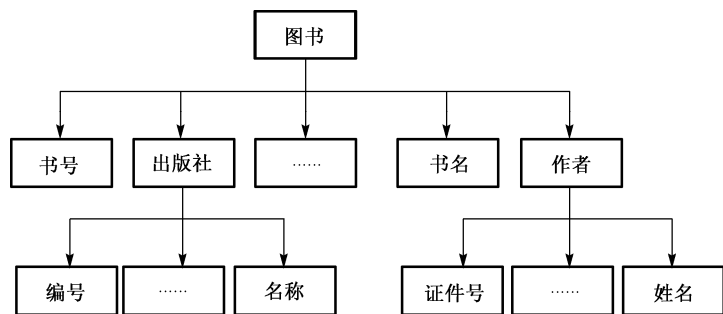 图书
书号 出版社 …… 书名 作者
编号 …… 名称 证件号 …… 姓名